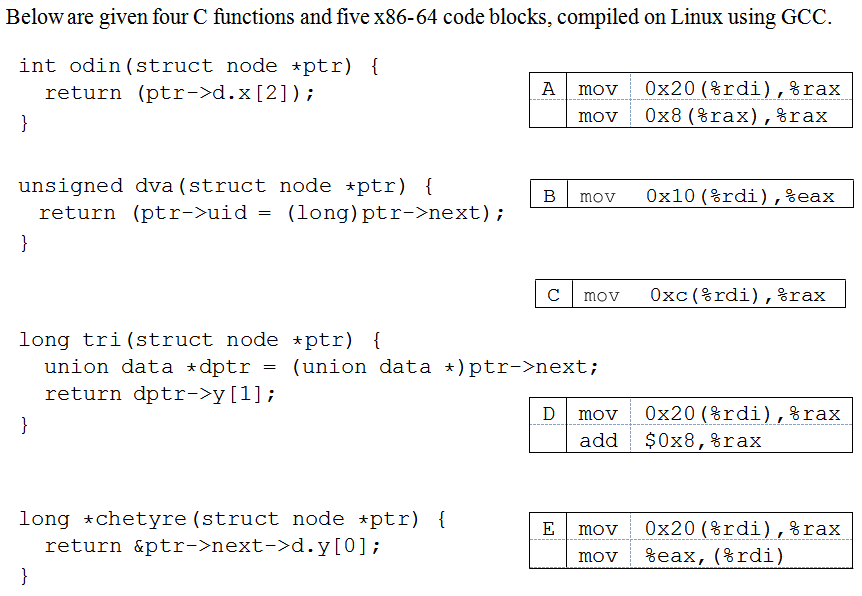 Below are given four C functions and five x86-64 code blocks, compiled on Linux using GCC.
int odin(struct node *ptr) {
return (ptr->d.x[2]);
}
A mov 0x20(%rdi),%rax
mov 0x8(%rax),%rax
unsigned dva(struct node *ptr) {
return (ptr->uid = (long)ptr->next);
}
B mov 0x10(%rdi),%eax
C mov 0xc(%rdi),%rax
long tri(struct node *ptr) {
union data *dptr = (union data *)ptr->next;
return dptr->y[1];
}
D mov 0x20(%rdi),%rax
add $0x8,%rax
long *chetyre(struct node *ptr) {
return &ptr->next->d.y[0];
}
E mov 0x20(%rdi),%rax
mov %eax,(%rdi)